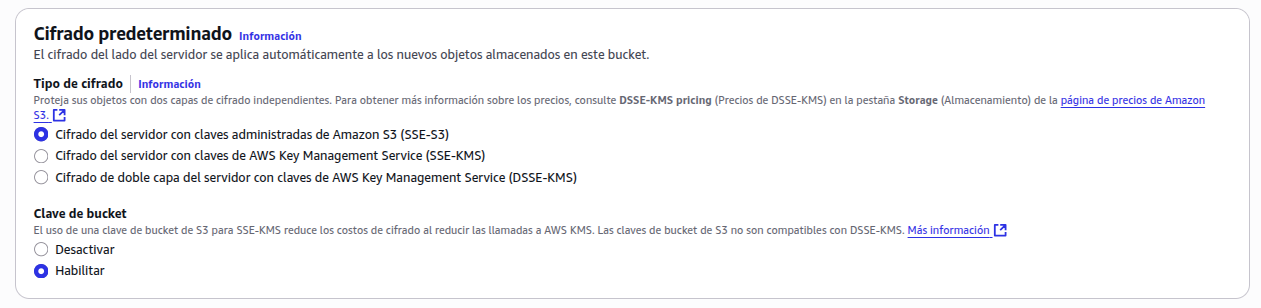 Cifrado predeterminado Información
El cifrado del lado del servidor se aplica automáticamente a los nuevos objetos almacenados en este bucket.
Tipo de cifrado Información
Proteja sus objetos con dos capas de cifrado independientes. Para obtener más información sobre los precios, consulte DSSE-KMS pricing (Precios de DSSE-KMS) en la pestaña Storage (Almacenamiento) de la página de precios de Amazon
S3.
Cifrado del servidor con claves administradas de Amazon S3 (SSE-S3)
Cifrado del servidor con claves de AWS Key Management Service (SSE-KMS)
Cifrado de doble capa del servidor con claves de AWS Key Management Service (DSSE-KMS)
Clave de bucket
El uso de una clave de bucket de S3 para SSE-KMS reduce los costos de cifrado al reducir las llamadas a AWS KMS. Las claves de bucket de S3 no son compatibles con DSSE-KMS. Más información
Desactivar
Habilitar